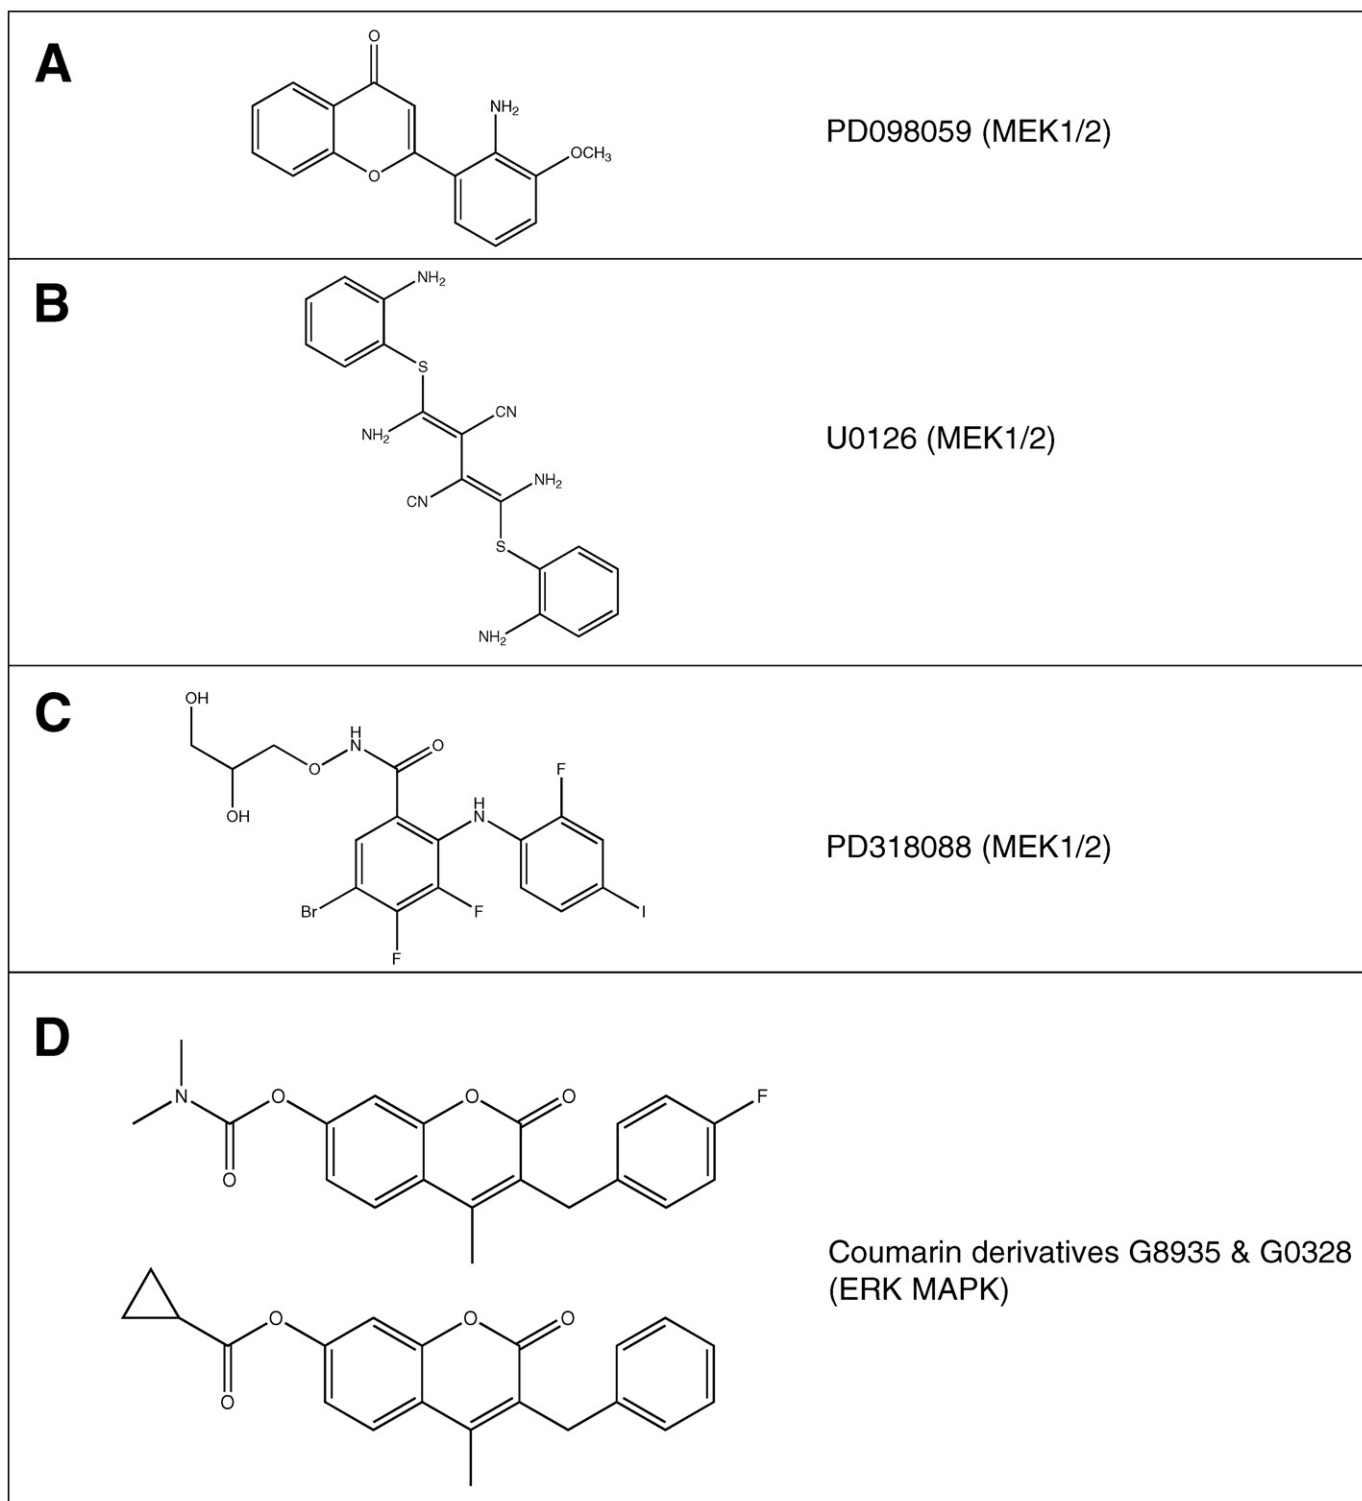 A
O
NH₂
OCH₃
O
PD098059 (MEK1/2)
B
NH₂
S
CN
NH₂
U0126 (MEK1/2)
CN
NH₂
S
NH₂
C
OH
H
N
O
O
F
OH
H
N
PD318088 (MEK1/2)
Br
F
I
F
D
N
O
O
O
F
O
Coumarin derivatives G8935 & G0328
(ERK MAPK)
O
O
O
O